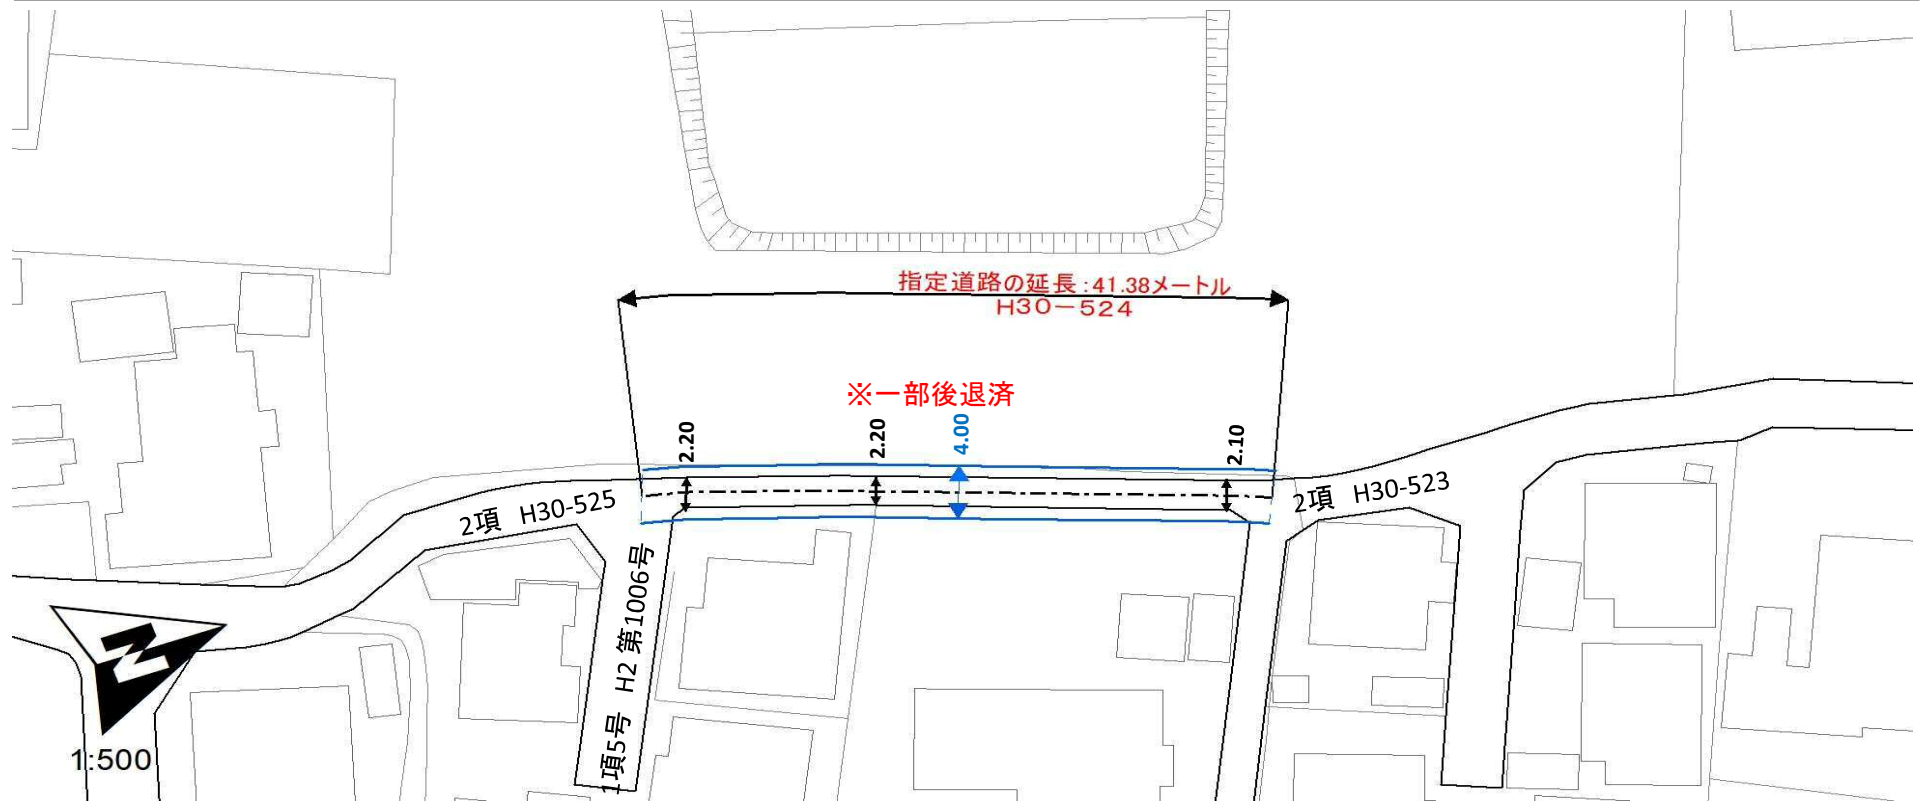 指定道路の延長:41.38メートル
H30-524
※一部後退済
2.20
2.20
4.00
2.10
2項 H30-525
2項 H30-523
1項5号 H2 第1006号
N
1:500